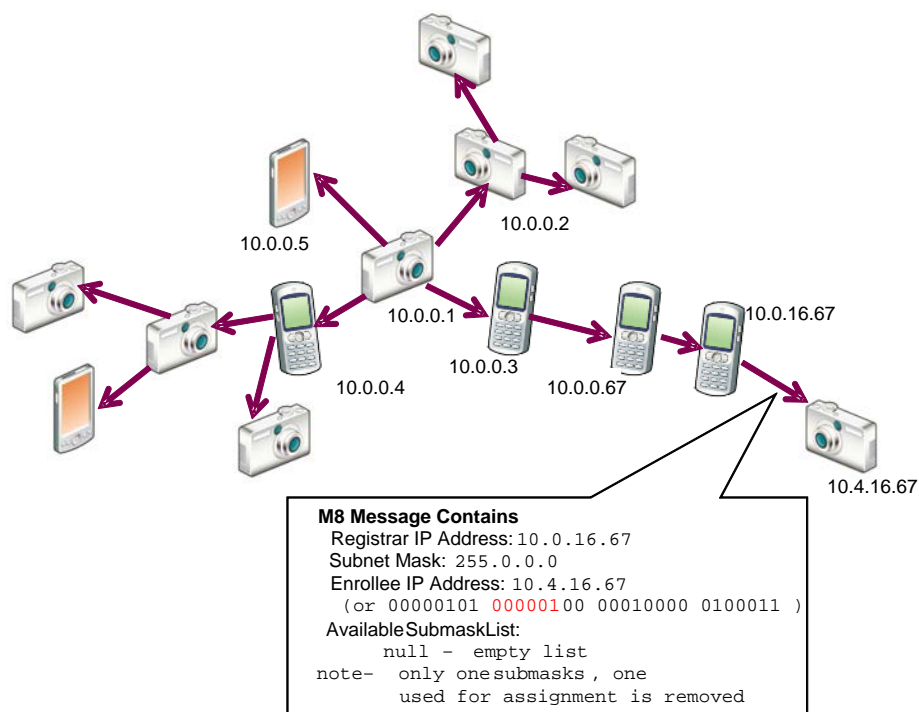 10.0.0.5
10.0.0.2
10.0.0.1
10.0.16.67
10.0.0.3
10.0.0.4
10.0.0.67
10.4.16.67
M8 Message Contains
Registrar IP Address: 10.0.16.67
Subnet Mask: 255.0.0.0
Enrollee IP Address: 10.4.16.67
(or 00000101 00000100 00010000 0100011 )
AvailableSubmaskList:
null – empty list
note– only onesubmasks , one
used for assignment is removed